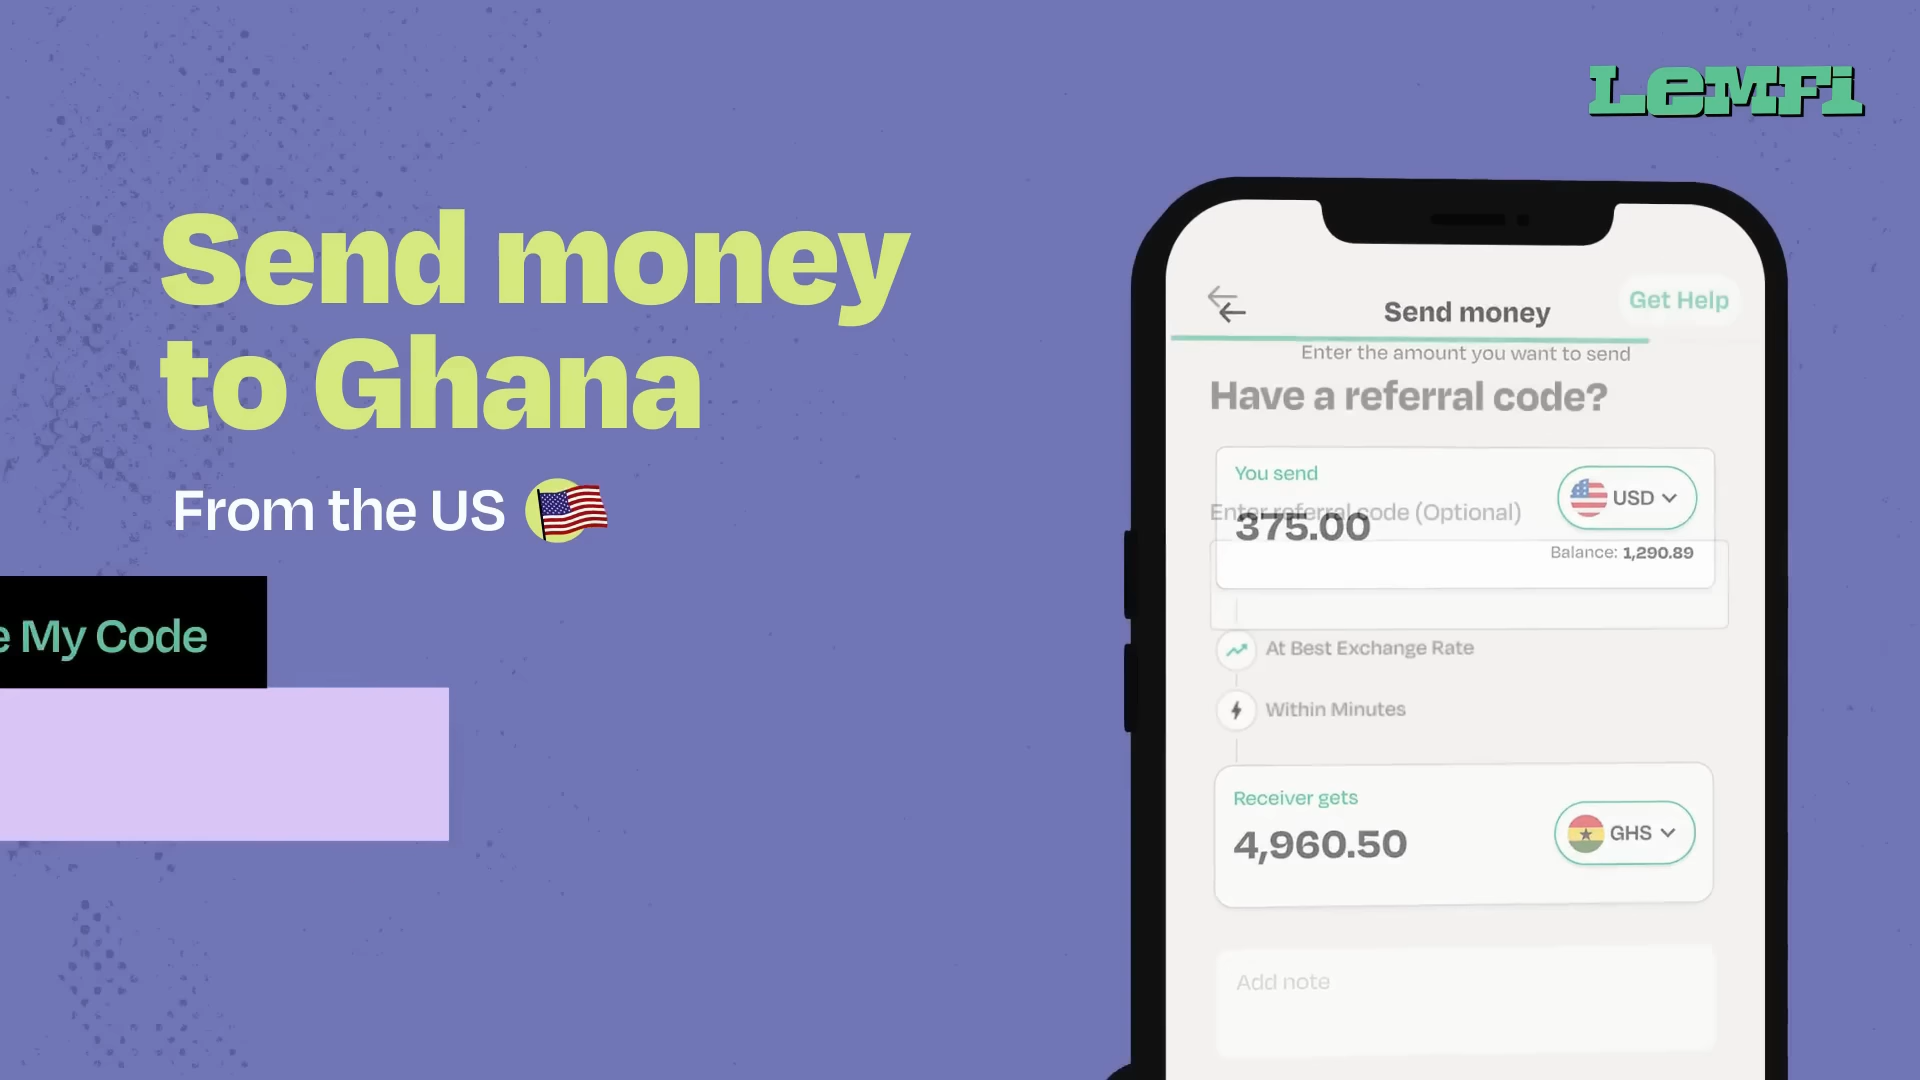 LeMFi
Send money
to Ghana
From the US
My Code
Get Help
Send money
Enter the amount you want to send
Have a referral code?
You send
USD
Enter referral code (Optional)
375.00
Balance: 1,290.89
At Best Exchange Rate
Within Minutes
Receiver gets
4,960.50
GHS
Add note